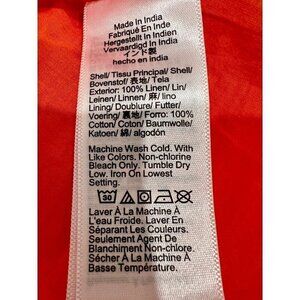 Made In India
Fabriqué En Inde
Hergestellt In Indien
Vervaardigd In India
インド製
hecho en India
Shell/ Tissu Principal/ Shell/
Bovenstof/ 表地/ Tela
Exterior: 100% Linen/ Lin/
Leinen/ Linnen/ 麻/ lino
Lining/ Doublure/ Futter/
Voering/ 裏地/ Forro: 100%
Cotton/ Coton/ Baumwolle/
Katoen/ 綿/ algodón
Machine Wash Cold. With
Like Colors. Non-chlorine
Bleach Only. Tumble Dry
Low. Iron On Lowest
Setting.
30
Laver À La Machine À
L'eau Froide. Laver En
Séparant Les Couleurs.
Seulement Agent De
Blanchiment Non-chlore.
Sécher À La Machine À
Basse Température.